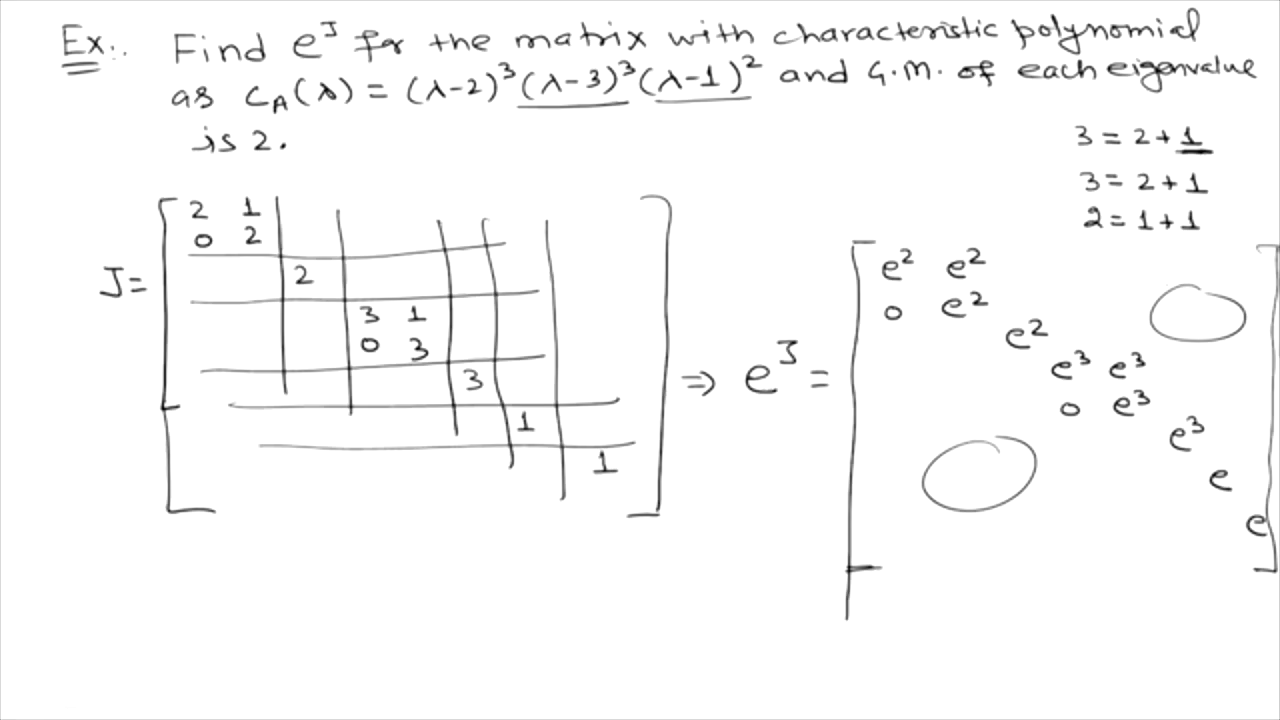 Ex:. Find e^J for the matrix with characteristic polynomial
as C_A(λ) = (λ-2)^3 (λ-3)^3 (λ-1)^2 and G.M. of each eigenvalue
is 2.
3 = 2 + 1
3 = 2 + 1
2 = 1 + 1
J =
2 1
0 2
2
3 1
0 3
3
1
1
⇒ e^J =
e^2 e^2
0 e^2
e^2
e^3 e^3
0 e^3
e^3
e
e